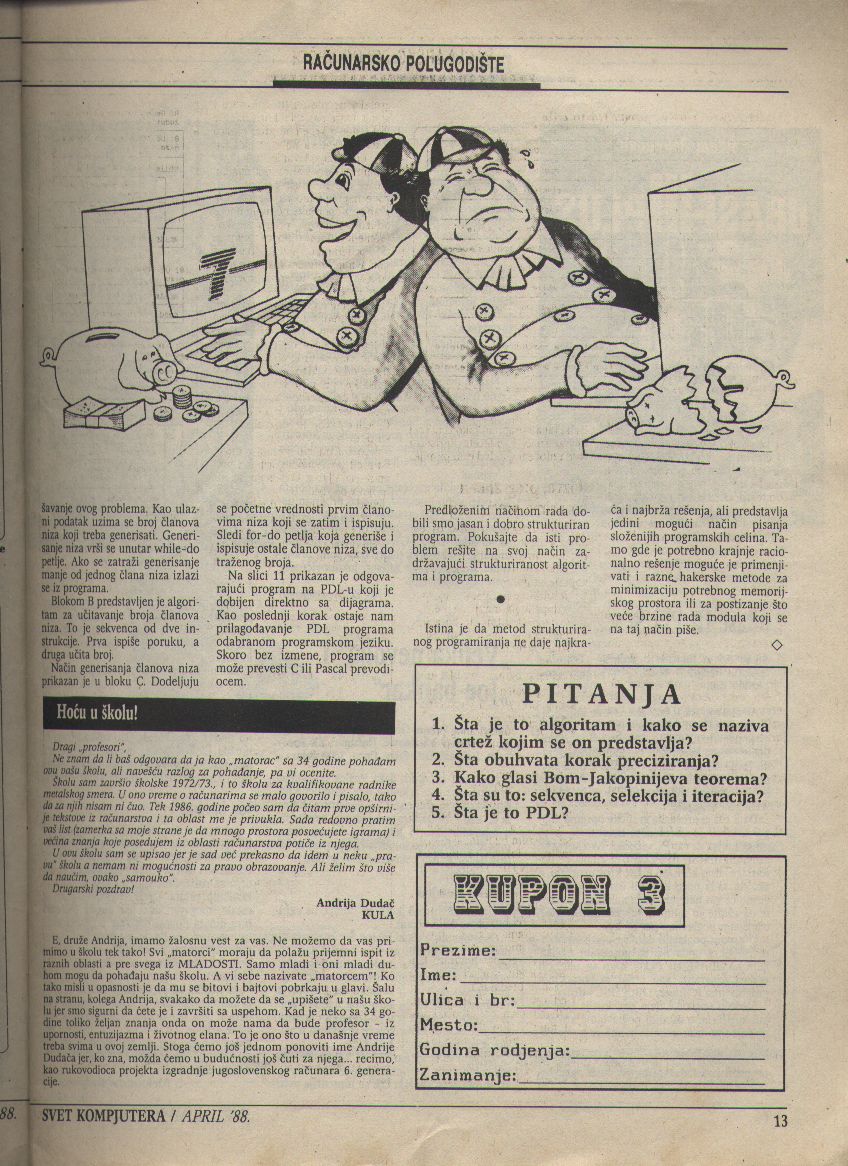 RAČUNARSKO POLUGODIŠTE
7
šavanje ovog problema. Kao ulaz-
ni podatak uzima se broj članova
niza koji treba generisati. Generi-
sanje niza vrši se unutar while-do
petlje. Ako se zatraži generisanje
manje od jednog člana niza izlazi
se iz programa.
Blokom B predstavljen je algori-
tam za učitavanje broja članova
niza. To je sekvenca od dve in-
strukcije. Prva ispiše poruku, a
druga učita broj.
Način generisanja članova niza
prikazan je u bloku C. Dodeljuju
se početne vrednosti prvim člano-
vima niza koji se zatim i ispisuju.
Sledi for-do petlja koja generiše i
ispisuje ostale članove niza, sve do
traženog broja.
Na slici 11 prikazan je odgova-
rajući program na PDL-u koji je
dobijen direktno sa dijagrama.
Kao poslednji korak ostaje nam
prilagođavanje PDL programa
odabranom programskom jeziku.
Skoro bez izmene, program se
može prevesti C ili Pascal prevodi-
ocem.
Predloženim načinom rada do-
bili smo jasan i dobro strukturiran
program. Pokušajte da isti pro-
blem rešite na svoj način za-
državajući strukturiranost algorit-
ma i programa.
•
Istina je da metod strukturira-
nog programiranja ne daje najkra-
ća i najbrža rešenja, ali predstavlja
jedini mogući način pisanja
složenijih programskih celina. Ta-
mo gde je potrebno krajnje racio-
nalno rešenje moguće je primenji-
vati i razne, hakerske metode za
minimizaciju potrebnog memorij-
skog prostora ili za postizanje što
veće brzine rada modula koji se
na taj način piše.
◇
Hoću u školu!
Dragi „profesori",
Ne znam da li baš odgovara da ja kao „matorac" sa 34 godine pohađam
ovu vašu školu, ali navešću razlog za pohađanje, pa vi ocenite.
Školu sam završio školske 1972/73., i to školu za kvalifikovane radnike
metalskog smera. U ono vreme o računarima se malo govorilo i pisalo, tako
da za njih nisam ni čuo. Tek 1986. godine počeo sam da čitam prve opširni-
je tekstove iz računarstva i ta oblast me je privukla. Sada redovno pratim
vaš list (zamerka sa moje strane je da mnogo prostora posvećujete igrama) i
većina znanja koje posedujem iz oblasti računarstva potiče iz njega.
U ovu školu sam se upisao jer je sad već prekasno da idem u neku „pra-
vu" školu a nemam ni mogućnosti za pravo obrazovanje. Ali želim što više
da naučim, ovako „samouko".
Drugarski pozdrav!
Andrija Dudač
KULA
E, druže Andrija, imamo žalosnu vest za vas. Ne možemo da vas pri-
mimo u školu tek tako! Svi „matorci" moraju da polažu prijemni ispit iz
raznih oblasti a pre svega iz MLADOSTI. Samo mladi i oni mladi du-
hom mogu da pohađaju našu školu. A vi sebe nazivate „matorcem"! Ko
tako misli u opasnosti je da mu se bitovi i bajtovi pobrkaju u glavi. Šalu
na stranu, kolega Andrija, svakako da možete da se „upišete" u našu ško-
lu jer smo sigurni da ćete je i završiti sa uspehom. Kad je neko sa 34 go-
dine toliko željan znanja onda on može nama da bude profesor – iz
upornosti, entuzijazma i životnog elana. To je ono što u današnje vreme
treba svima u ovoj zemlji. Stoga ćemo još jednom ponoviti ime Andrije
Dudača jer, ko zna, možda ćemo u budućnosti još čuti za njega... recimo,
kao rukovodioca projekta izgradnje jugoslovenskog računara 6. genera-
cije.
PITANJA
1. Šta je to algoritam i kako se naziva
crtež kojim se on predstavlja?
2. Šta obuhvata korak preciziranja?
3. Kako glasi Bom-Jakopinijeva teorema?
4. Šta su to: sekvenca, selekcija i iteracija?
5. Šta je to PDL?
KUPON 3
Prezime:
Ime:
Ulica i br:
Mesto:
Godina rodjenja:
Zanimanje:
88.
SVET KOMPJUTERA / APRIL '88.
13